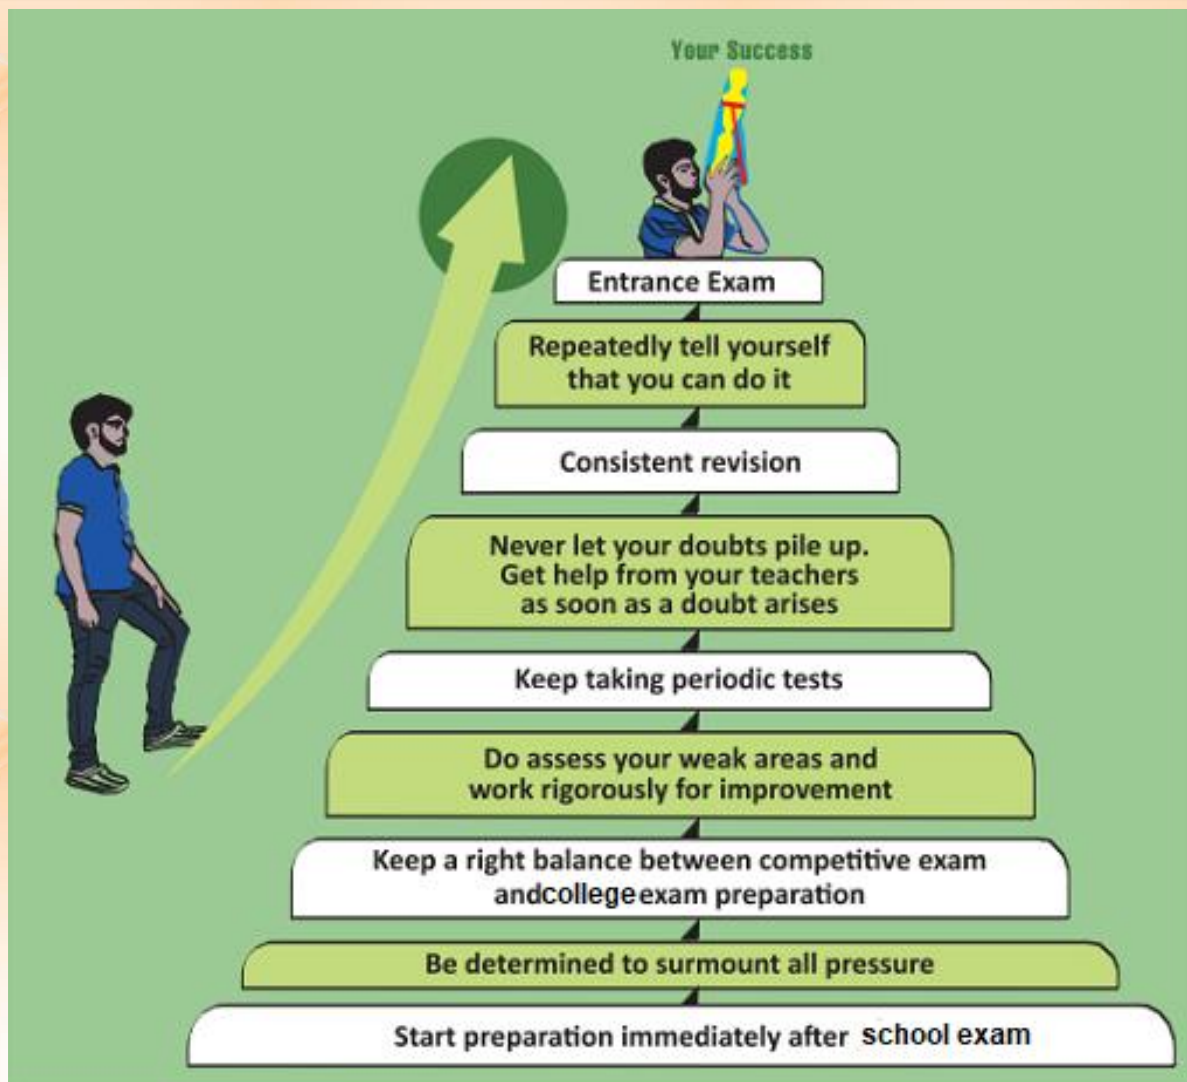 Your Success
Entrance Exam
Repeatedly tell yourself
that you can do it
Consistent revision
Never let your doubts pile up.
Get help from your teachers
as soon as a doubt arises
Keep taking periodic tests
Do assess your weak areas and
work rigorously for improvement
Keep a right balance between competitive exam
andcollegeexam preparation
Be determined to surmount all pressure
Start preparation immediately after school exam